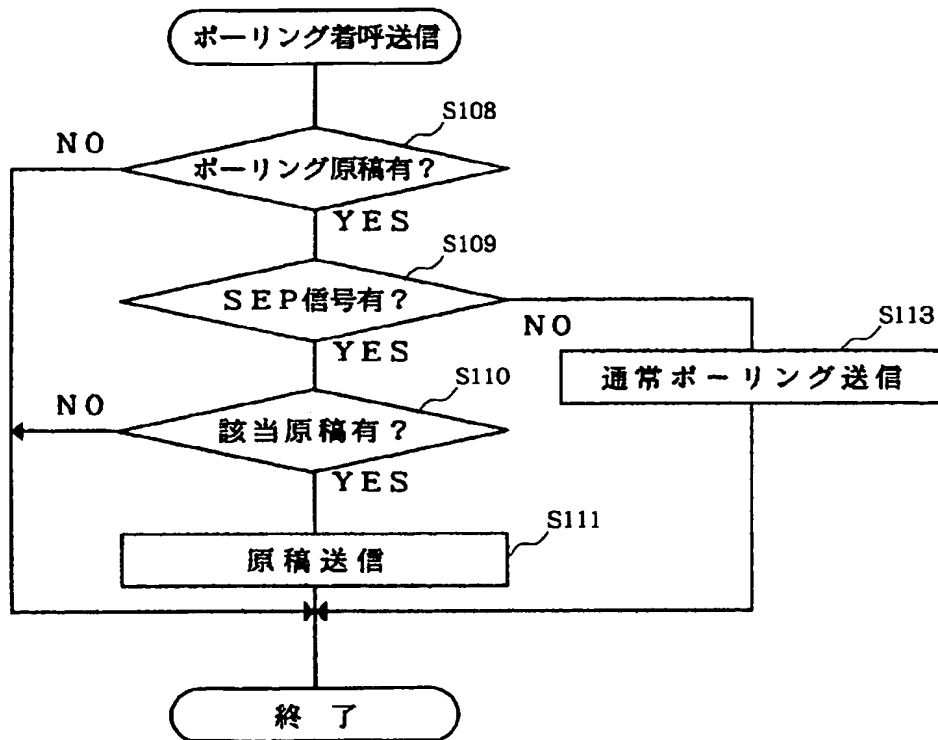 ポーリング着呼送信
S108
NO
ポーリング原稿有?
YES
S109
SEP信号有?
NO
YES
S113
通常ポーリング送信
S110
NO
該当原稿有?
YES
S111
原稿送信
終了